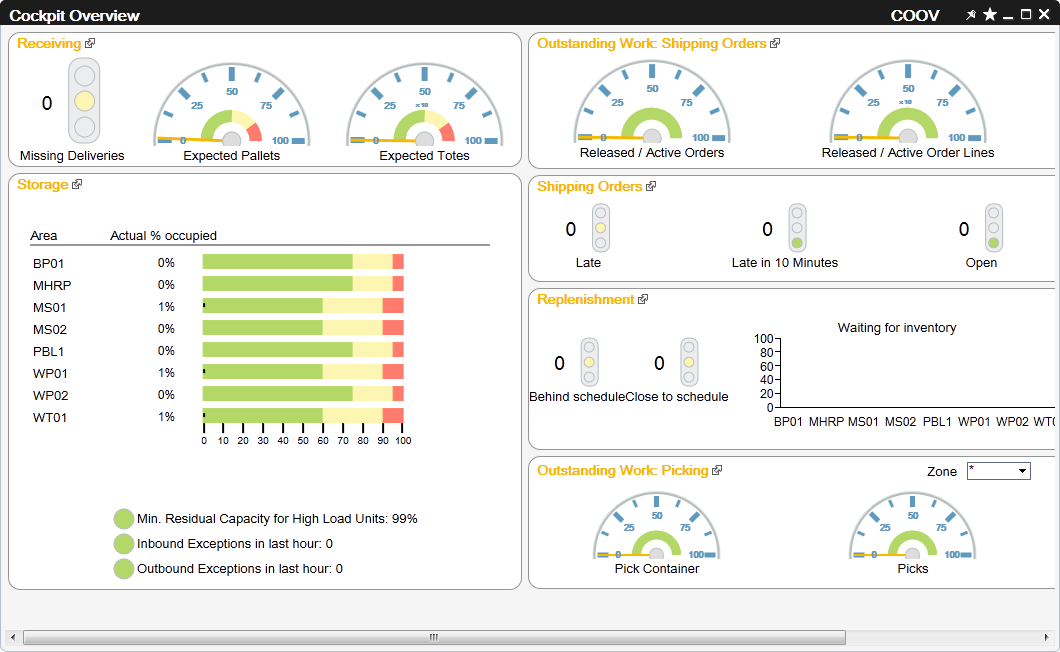 Cockpit Overview COOV
Receiving
0
Missing Deliveries
0 25 50 75 100
Expected Pallets
0 25 50 75 100
x10
Expected Totes
Storage
Area Actual % occupied
BP01 0%
MHRP 0%
MS01 1%
MS02 0%
PBL1 0%
WP01 1%
WP02 0%
WT01 1%
0 10 20 30 40 50 60 70 80 90 100
Min. Residual Capacity for High Load Units: 99%
Inbound Exceptions in last hour: 0
Outbound Exceptions in last hour: 0
Outstanding Work: Shipping Orders
0 25 50 75 100
Released / Active Orders
0 25 50 75 100
x10
Released / Active Order Lines
Shipping Orders
0 0 0
Late Late in 10 Minutes Open
Replenishment
0 0
Behind schedule Close to schedule
Waiting for inventory
100
80
60
40
20
0
BP01 MHRP MS01 MS02 PBL1 WP01 WP02 WT0
Outstanding Work: Picking
Zone *
0 25 50 75 100
Pick Container
0 25 50 75 100
Picks